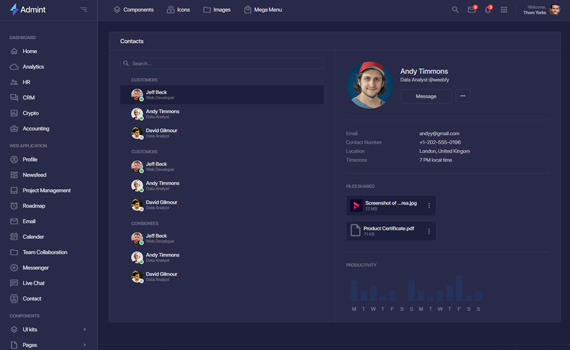 Admint
Components
Icons
Images
Mega Menu
Welcome,
Thom Yorke
DASHBOARD
Home
Analytics
HR
CRM
Crypto
Accounting
WEB APPLICATION
Profile
Newsfeed
Project Management
Roadmap
Email
Calender
Team Collaboration
Messenger
Live Chat
Contact
COMPONENTS
UI kits
Pages
Contacts
Search...
CUSTOMERS
Jeff Beck
Web Developer
Andy Timmons
Data Analyst
David Gilmour
Data Analyst
CUSTOMERS
Jeff Beck
Web Developer
Andy Timmons
Data Analyst
David Gilmour
Data Analyst
Jeff Beck
Web Developer
Andy Timmons
Data Analyst
David Gilmour
Data Analyst
Andy Timmons
Data Analyst @weebfy
Message
Email andyy@gmail.com
Contact Number +1-202-555-0196
Location London, United Kingom
Timezone 7 PM local time
FILES SHARED
Screenshot of ...rea.jpg
Product Certificate.pdf
PRODUCTIVITY
M T W T F S S M T W T F S S